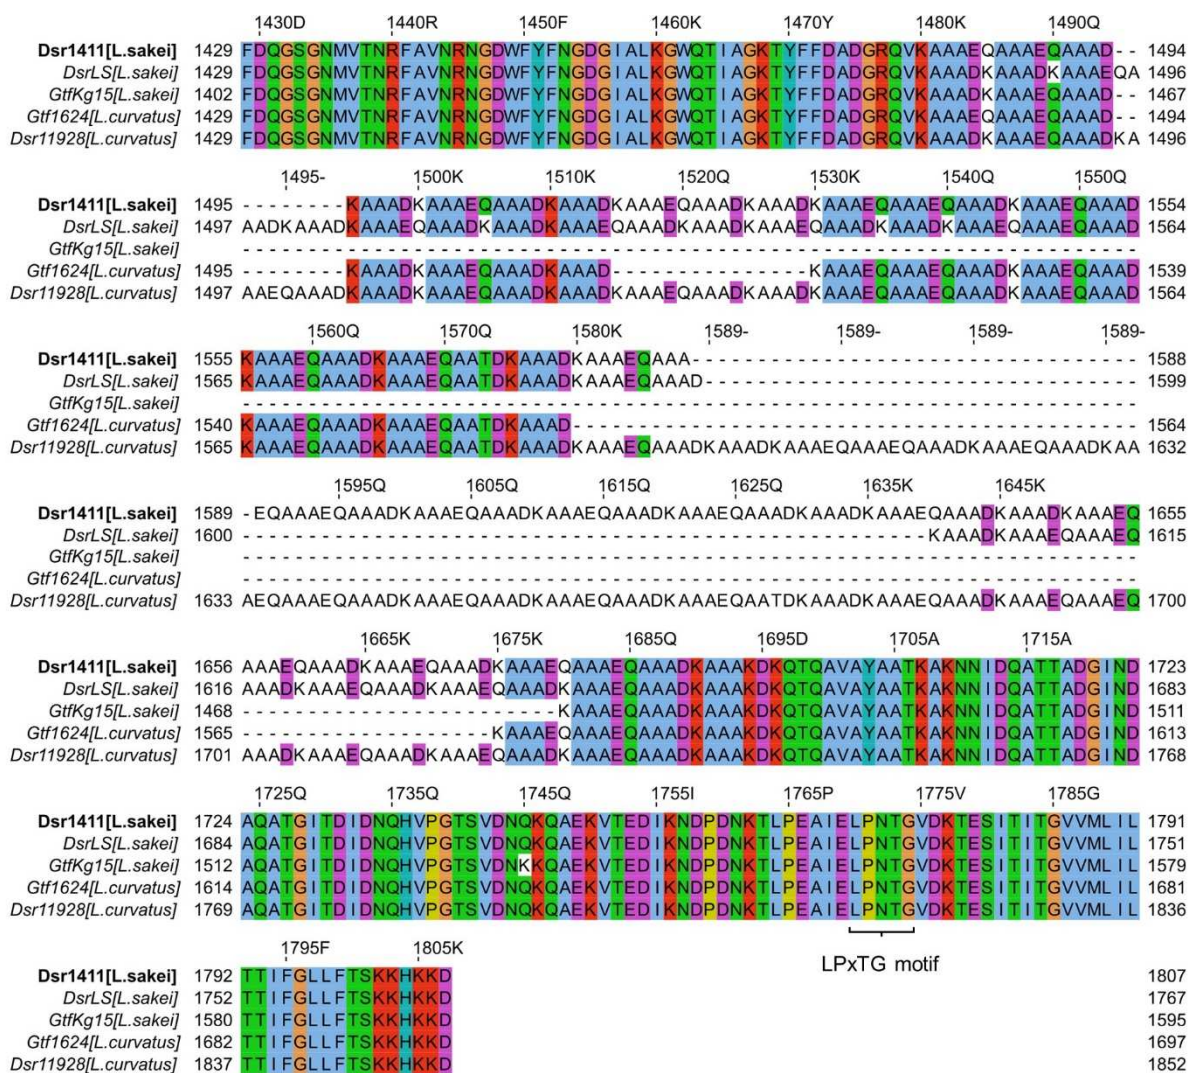 1430D 1440R 1450F 1460K 1470Y 1480K 1490Q
Dsr1411[L.sakei] 1429 FDQGSGNMVTNRFAVNRNGDWFYFNGDGIALKGWQTIAGKTYFFDADGRQVKAAAEQAAAEQAAAD-- 1494
DsrLS[L.sakei] 1429 FDQGSGNMVTNRFAVNRNGDWFYFNGDGIALKGWQTIAGKTYFFDADGRQVKAAADKAAADKAAAEQA 1496
GtfKg15[L.sakei] 1402 FDQGSGNMVTNRFAVNRNGDWFYFNGDGIALKGWQTIAGKTYFFDADGRQVKAAADKAAAEQAAAD-- 1467
Gtf1624[L.curvatus] 1429 FDQGSGNMVTNRFAVNRNGDWFYFNGDGIALKGWQTIAGKTYFFDADGRQVKAAADKAAAEQAAAD-- 1494
Dsr11928[L.curvatus] 1429 FDQGSGNMVTNRFAVNRNGDWFYFNGDGIALKGWQTIAGKTYFFDADGRQVKAAADKAAAEQAAADKA 1496
1495- 1500K 1510K 1520Q 1530K 1540Q 1550Q
Dsr1411[L.sakei] 1495 --------KAAADKAAAEQAAADKAAADKAAAEQAAADKAAADKAAAEQAAAEQAAADKAAAEQAAAD 1554
DsrLS[L.sakei] 1497 AADKAAADKAAAEQAAADKAAADKAAAEQAAADKAAADKAAAEQAAADKAAADKAAAEQAAAEQAAAD 1564
GtfKg15[L.sakei] --------------------------------------------------------------------
Gtf1624[L.curvatus] 1495 --------KAAADKAAAEQAAADKAAAD---------------KAAAEQAAAEQAAADKAAAEQAAAD 1539
Dsr11928[L.curvatus] 1497 AAEQAAADKAAADKAAAEQAAADKAAADKAAAEQAAADKAAADKAAAEQAAAEQAAADKAAAEQAAAD 1564
1560Q 1570Q 1580K 1589- 1589- 1589- 1589-
Dsr1411[L.sakei] 1555 KAAAEQAAADKAAAEQAATDKAAADKAAAEQAAA---------------------------------- 1588
DsrLS[L.sakei] 1565 KAAAEQAAADKAAAEQAATDKAAADKAAAEQAAAD--------------------------------- 1599
GtfKg15[L.sakei] --------------------------------------------------------------------
Gtf1624[L.curvatus] 1540 KAAAEQAAADKAAAEQAATDKAAAD------------------------------------------- 1564
Dsr11928[L.curvatus] 1565 KAAAEQAAADKAAAEQAATDKAAADKAAAEQAAADKAAADKAAAEQAAAEQAAADKAAAEQAAADKAA 1632
1595Q 1605Q 1615Q 1625Q 1635K 1645K
Dsr1411[L.sakei] 1589 -EQAAAEQAAADKAAAEQAAADKAAAEQAAADKAAAEQAAADKAAADKAAAEQAAADKAAADKAAAEQ 1655
DsrLS[L.sakei] 1600 ----------------------------------------------------KAAADKAAAEQAAAEQ 1615
GtfKg15[L.sakei] --------------------------------------------------------------------
Gtf1624[L.curvatus] --------------------------------------------------------------------
Dsr11928[L.curvatus] 1633 AEQAAAEQAAADKAAAEQAAADKAAAEQAAADKAAAEQAATDKAAADKAAAEQAAADKAAAEQAAAEQ 1700
1665K 1675K 1685Q 1695D 1705A 1715A
Dsr1411[L.sakei] 1656 AAAEQAAADKAAAEQAAADKAAAEQAAAEQAAADKAAAKDKQTQAVAYAATKAKNNIDQATTADGIND 1723
DsrLS[L.sakei] 1616 AAADKAAAEQAAADKAAAEQAAADKAAAEQAAADKAAAKDKQTQAVAYAATKAKNNIDQATTADGIND 1683
GtfKg15[L.sakei] 1468 ------------------------KAAAEQAAADKAAAKDKQTQAVAYAATKAKNNIDQATTADGIND 1511
Gtf1624[L.curvatus] 1565 -------------------KAAAEQAAAEQAAADKAAAKDKQTQAVAYAATKAKNNIDQATTADGIND 1613
Dsr11928[L.curvatus] 1701 AAADKAAAEQAAADKAAAEQAAADKAAAEQAAADKAAAKDKQTQAVAYAATKAKNNIDQATTADGIND 1768
1725Q 1735Q 1745Q 1755I 1765P 1775V 1785G
Dsr1411[L.sakei] 1724 AQATGITDIDNQHVPGTSVDNQKQAEKVTEDIKNDPDNKTLPEAIELPNTGVDKTESITITGVVMLIL 1791
DsrLS[L.sakei] 1684 AQATGITDIDNQHVPGTSVDNQKQAEKVTEDIKNDPDNKTLPEAIELPNTGVDKTESITITGVVMLIL 1751
GtfKg15[L.sakei] 1512 AQATGITDIDNQHVPGTSVDNKKQAEKVTEDIKNDPDNKTLPEAIELPNTGVDKTESITITGVVMLIL 1579
Gtf1624[L.curvatus] 1614 AQATGITDIDNQHVPGTSVDNQKQAEKVTEDIKNDPDNKTLPEAIELPNTGVDKTESITITGVVMLIL 1681
Dsr11928[L.curvatus] 1769 AQATGITDIDNQHVPGTSVDNQKQAEKVTEDIKNDPDNKTLPEAIELPNTGVDKTESITITGVVMLIL 1836
LPxTG motif
1795F 1805K
Dsr1411[L.sakei] 1792 TTIFGLLFTSKKHKKD 1807
DsrLS[L.sakei] 1752 TTIFGLLFTSKKHKKD 1767
GtfKg15[L.sakei] 1580 TTIFGLLFTSKKHKKD 1595
Gtf1624[L.curvatus] 1682 TTIFGLLFTSKKHKKD 1697
Dsr11928[L.curvatus] 1837 TTIFGLLFTSKKHKKD 1852